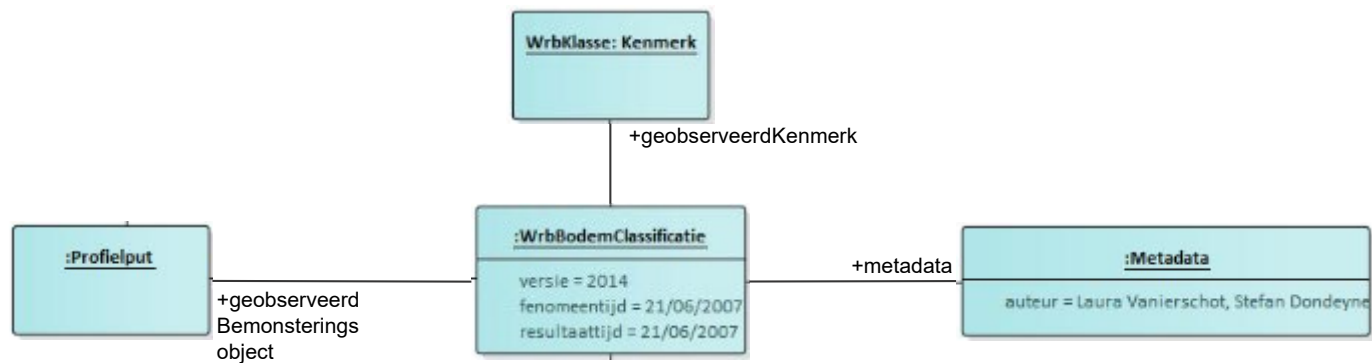 WrbKlasse: Kenmerk
+geobserveerdKenmerk
:Profielput
+geobserveerd
Bemonsterings
object
:WrbBodemClassificatie
versie = 2014
fenomeentijd = 21/06/2007
resultaattijd = 21/06/2007
+metadata
:Metadata
auteur = Laura Vanierschot, Stefan Dondeyne